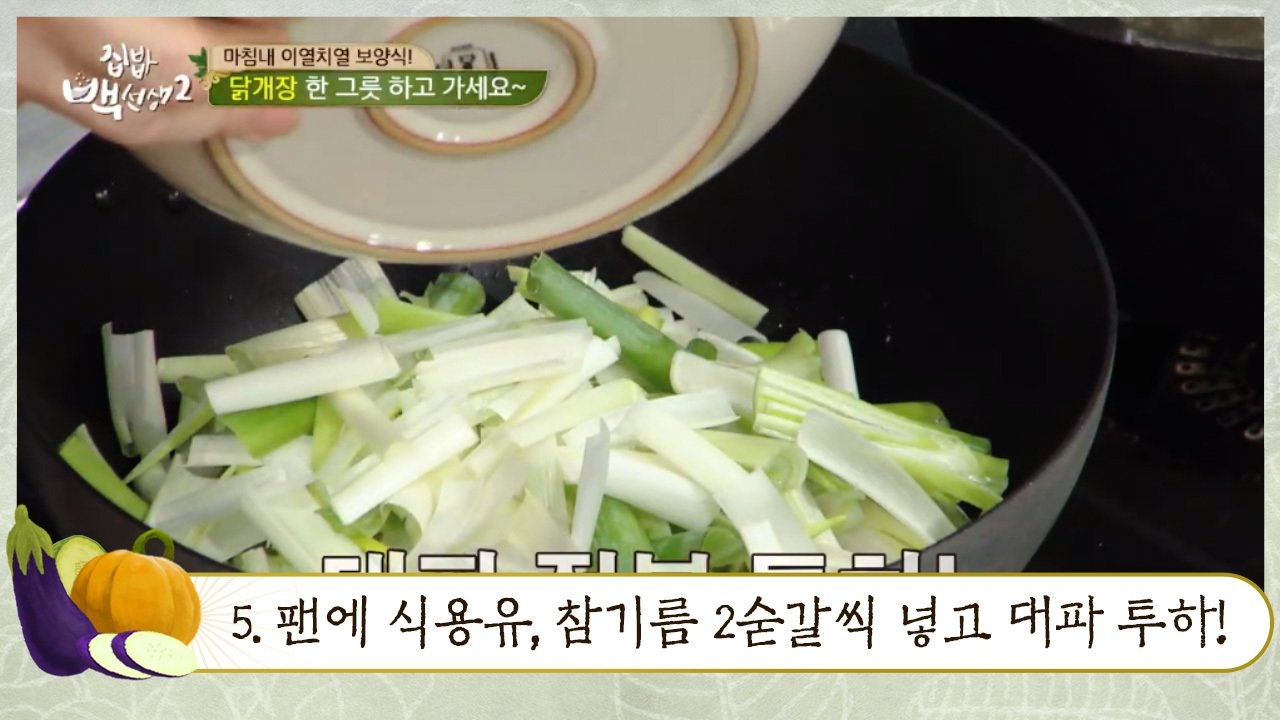 집밥
백선생2
마침내 이열치열 보양식!
닭개장 한 그릇 하고 가세요~
5. 팬에 식용유, 참기름 2숟갈씩 넣고 대파 투하!